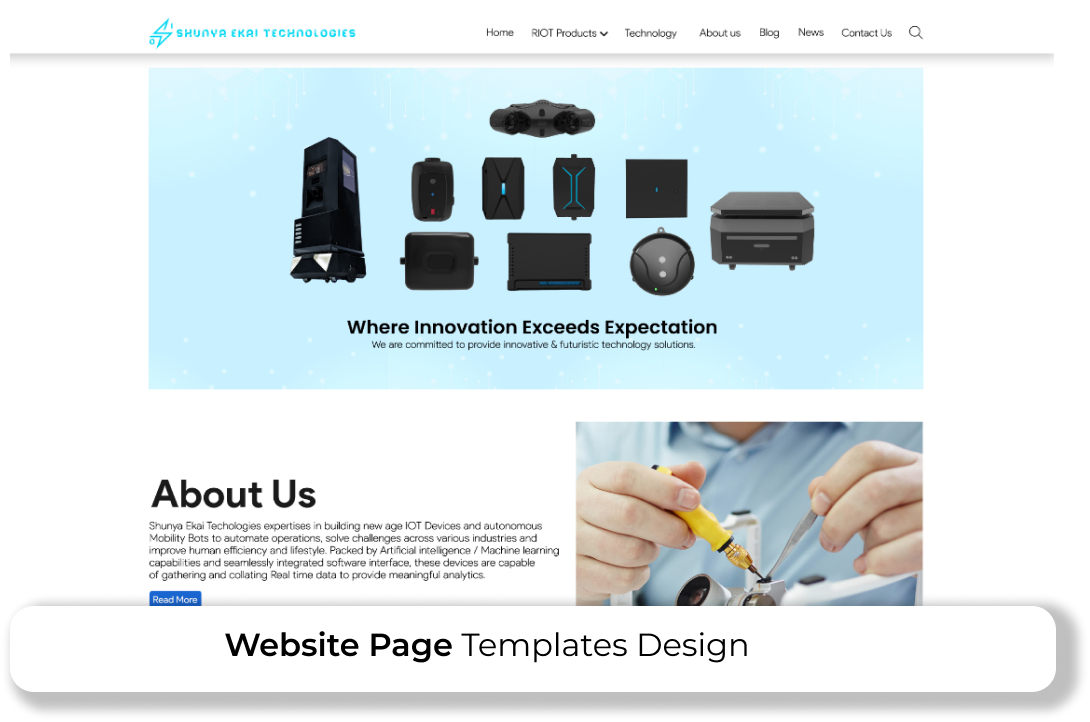 SHUNYA EKAI TECHNOLOGIES
Home RIOT Products Technology About us Blog News Contact Us
Where Innovation Exceeds Expectation
We are committed to provide innovative & futuristic technology solutions.
About Us
Shunya Ekai Techologies expertises in building new age IOT Devices and autonomous
Mobility Bots to automate operations, solve challenges across various industries and
improve human efficiency and lifestyle. Packed by Artificial intelligence / Machine learning
capabilities and seamlessly integrated software interface, these devices are capable
of gathering and collating Real time data to provide meaningful analytics.
Read More
Website Page Templates Design